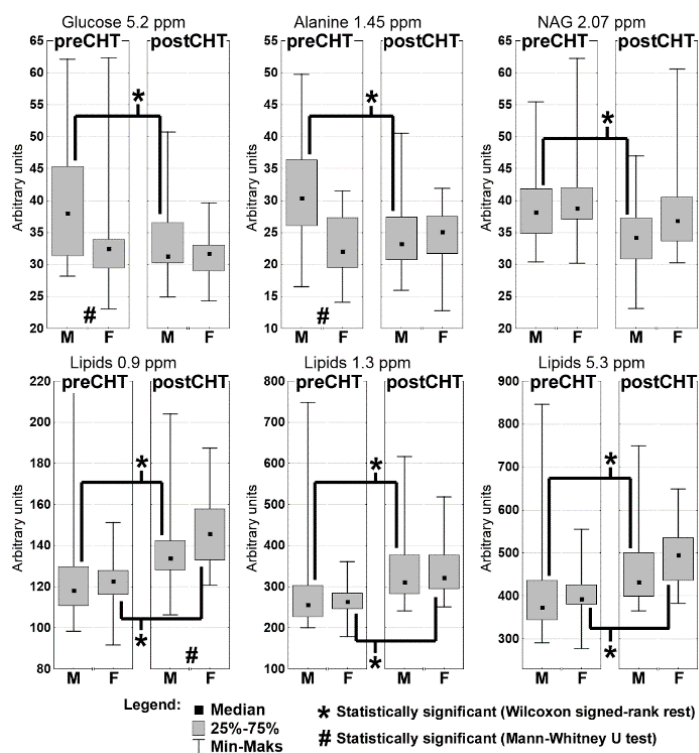 Glucose 5.2 ppm
Alanine 1.45 ppm
NAG 2.07 ppm
preCHT postCHT
preCHT postCHT
preCHT postCHT
Arbitrary units
65
60
55
50
45
40
35
30
25
20
*
#
M F M F
Arbitrary units
65
60
55
50
45
40
35
30
25
20
15
10
*
#
M F M F
Arbitrary units
65
60
55
50
45
40
35
30
25
20
*
M F M F
Lipids 0.9 ppm
Lipids 1.3 ppm
Lipids 5.3 ppm
preCHT postCHT
preCHT postCHT
preCHT postCHT
Arbitrary units
220
200
180
160
140
120
100
80
*
*
#
M F M F
Arbitrary units
800
700
600
500
400
300
200
100
*
*
M F M F
Arbitrary units
900
800
700
600
500
400
300
*
*
M F M F
Legend:
■ Median
25%-75%
Min-Maks
* Statistically significant (Wilcoxon signed-rank rest)
# Statistically significant (Mann-Whitney U test)